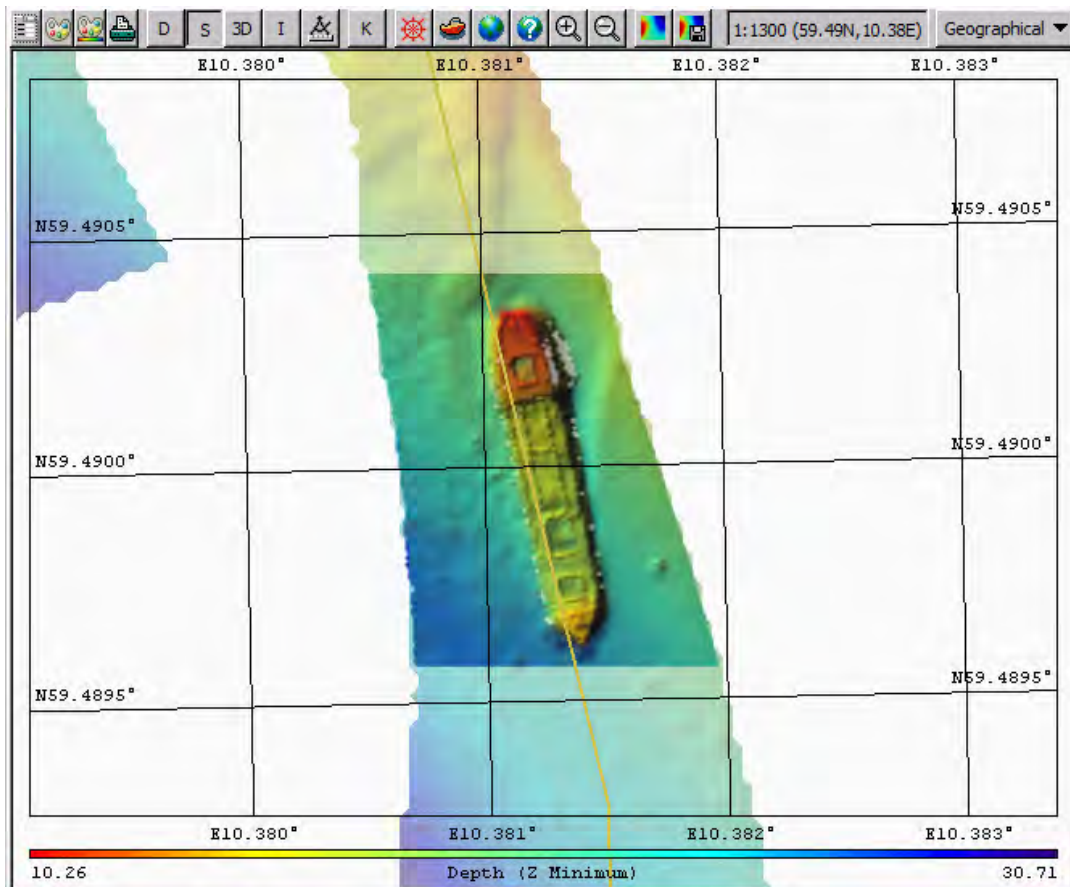 D S 3D I K 1:1300 (59.49N,10.38E) Geographical
E10.380° E10.381° E10.382° E10.383°
N59.4905° N59.4905°
N59.4900° N59.4900°
N59.4895° N59.4895°
E10.380° E10.381° E10.382° E10.383°
10.26 Depth (Z Minimum) 30.71